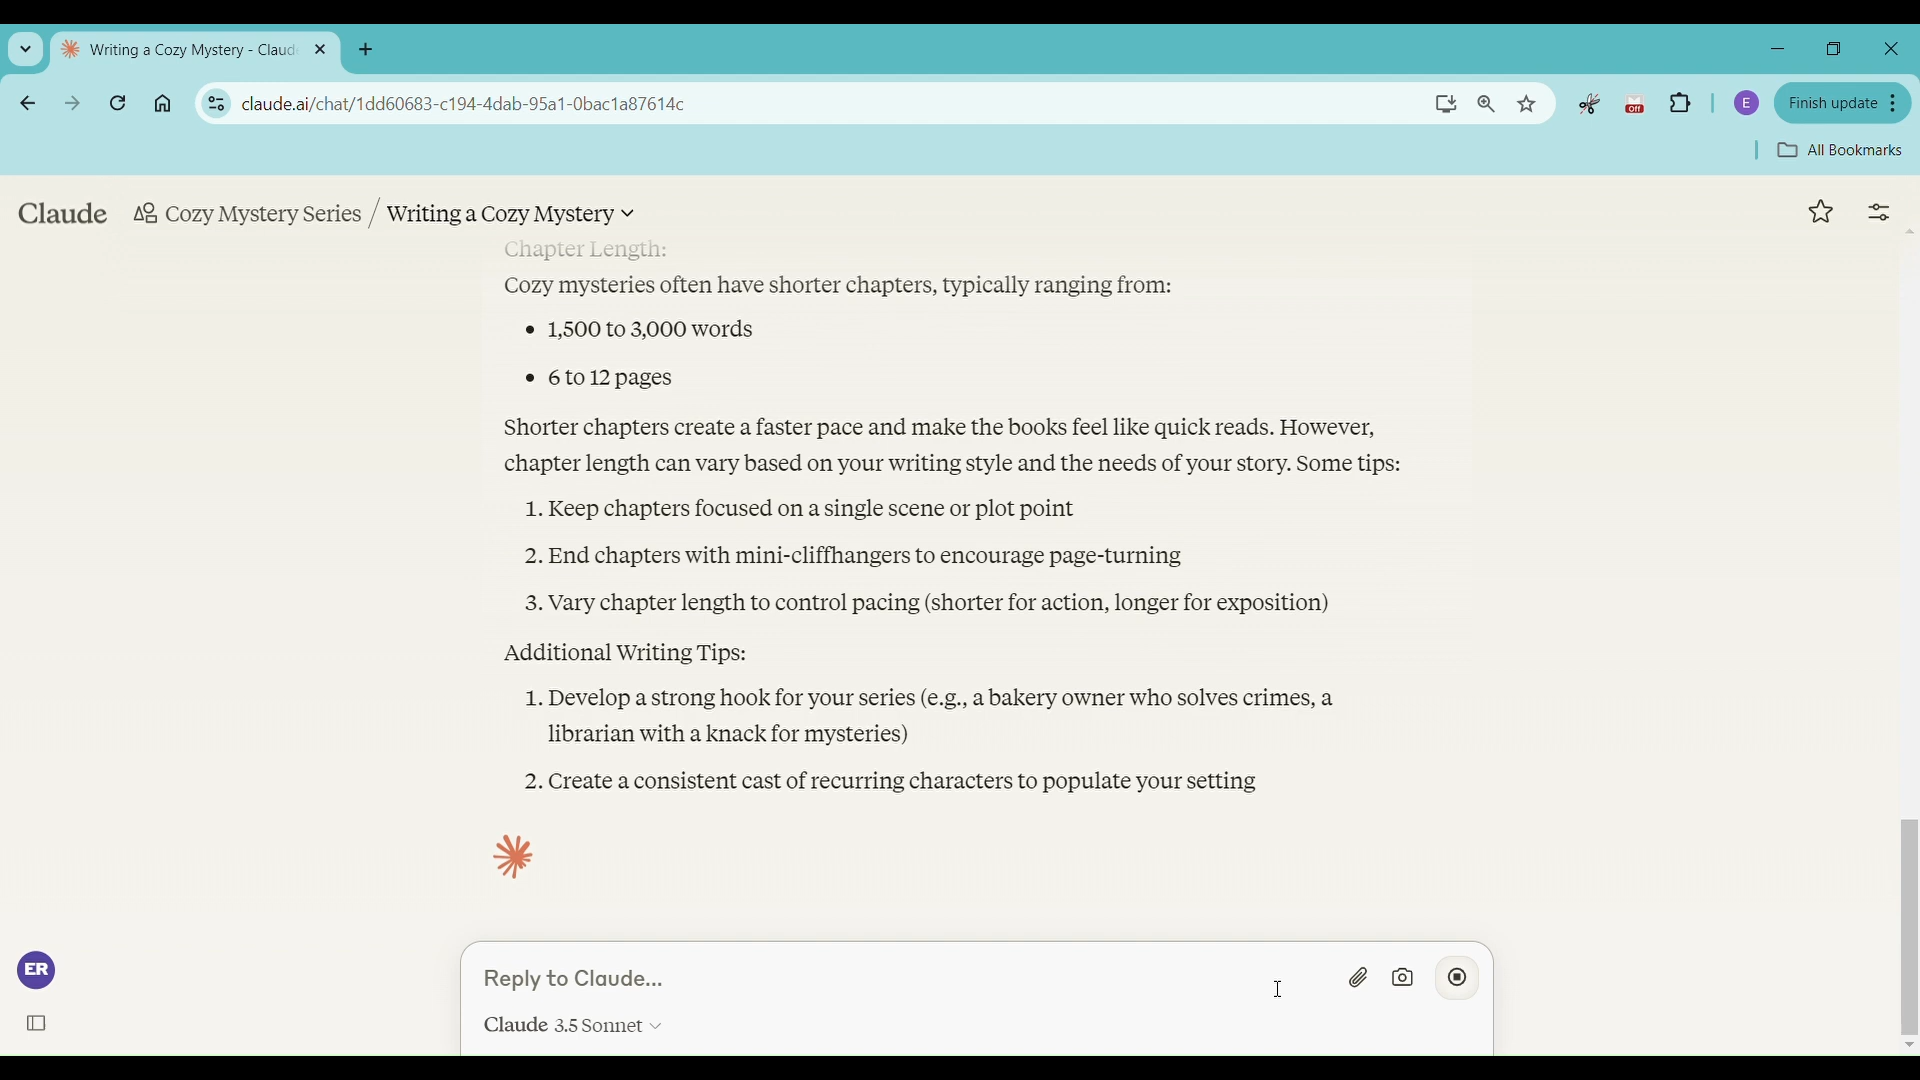 Writing a Cozy Mystery - Claud
claude.ai/chat/1dd60683-c194-4dab-95a1-0bac1a87614c
Off
E
Finish update
All Bookmarks
Claude
Cozy Mystery Series / Writing a Cozy Mystery
Chapter Length:
Cozy mysteries often have shorter chapters, typically ranging from:
• 1,500 to 3,000 words
• 6 to 12 pages
Shorter chapters create a faster pace and make the books feel like quick reads. However,
chapter length can vary based on your writing style and the needs of your story. Some tips:
1. Keep chapters focused on a single scene or plot point
2. End chapters with mini-cliffhangers to encourage page-turning
3. Vary chapter length to control pacing (shorter for action, longer for exposition)
Additional Writing Tips:
1. Develop a strong hook for your series (e.g., a bakery owner who solves crimes, a
librarian with a knack for mysteries)
2. Create a consistent cast of recurring characters to populate your setting
ER
Reply to Claude...
Claude 3.5 Sonnet